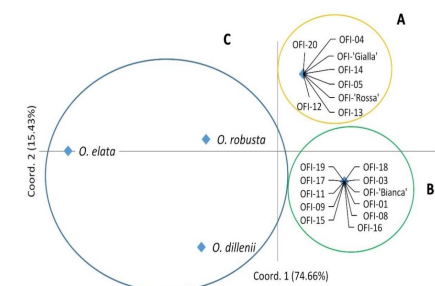 C
A
OFI-20
OFI-04
OFI-'Gialla'
OFI-14
OFI-05
OFI-'Rossa'
OFI-12
OFI-13
Coord. 2 (15.43%)
O. elata
O. robusta
O. dillenii
OFI-19
OFI-18
OFI-17
OFI-03
OFI-11
OFI-'Bianca'
OFI-09
OFI-01
OFI-15
OFI-08
OFI-16
B
Coord. 1 (74.66%)